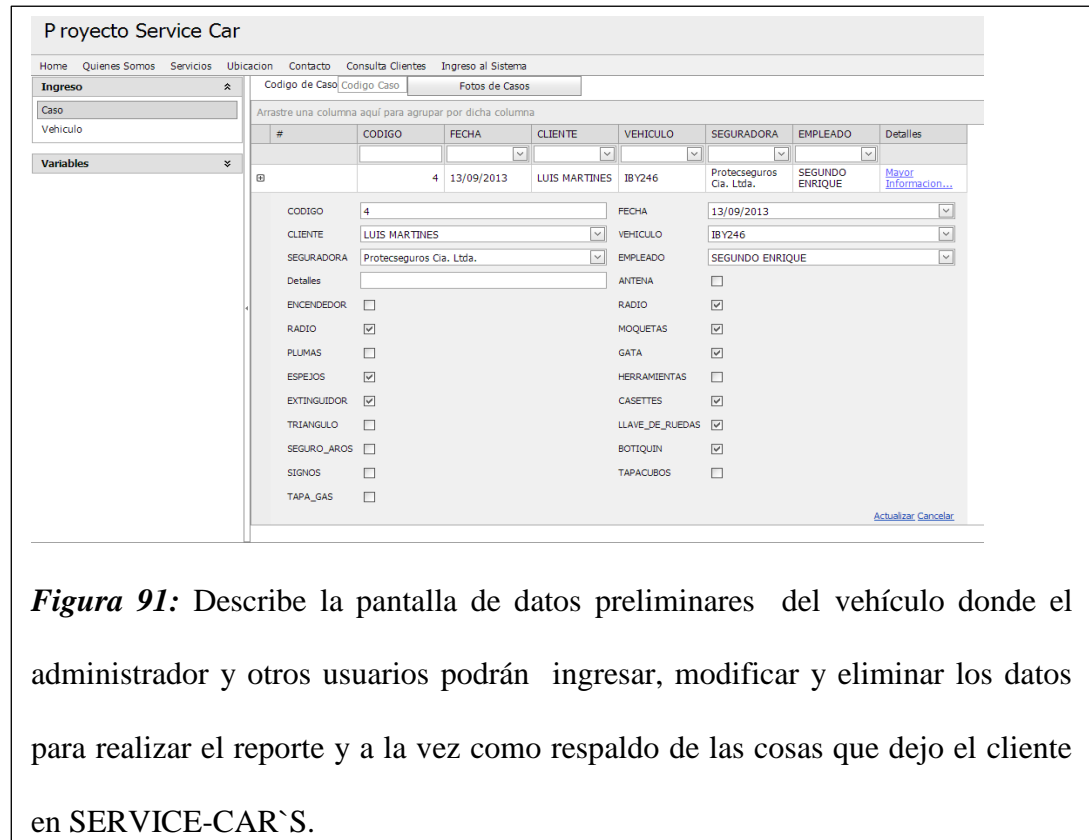 Proyecto Service Car
Home Quienes Somos Servicios Ubicacion Contacto Consulta Clientes Ingreso al Sistema
Ingreso
Caso
Vehiculo
Variables
Codigo de Caso Codigo Caso Fotos de Casos
Arrastre una columna aquí para agrupar por dicha columna
# CODIGO FECHA CLIENTE VEHICULO SEGURADORA EMPLEADO Detalles
4 13/09/2013 LUIS MARTINES IBY246 Protecseguros Cia. Ltda. SEGUNDO ENRIQUE Mayor Informacion...
CODIGO 4 FECHA 13/09/2013
CLIENTE LUIS MARTINES VEHICULO IBY246
SEGURADORA Protecseguros Cia. Ltda. EMPLEADO SEGUNDO ENRIQUE
Detalles ANTENA
ENCENDEDOR RADIO
RADIO MOQUETAS
PLUMAS GATA
ESPEJOS HERRAMIENTAS
EXTINGUIDOR CASETTES
TRIANGULO LLAVE_DE_RUEDAS
SEGURO_AROS BOTIQUIN
SIGNOS TAPACUBOS
TAPA_GAS
Actualizar Cancelar
Figura 91: Describe la pantalla de datos preliminares del vehículo donde el
administrador y otros usuarios podrán ingresar, modificar y eliminar los datos
para realizar el reporte y a la vez como respaldo de las cosas que dejo el cliente
en SERVICE-CAR`S.